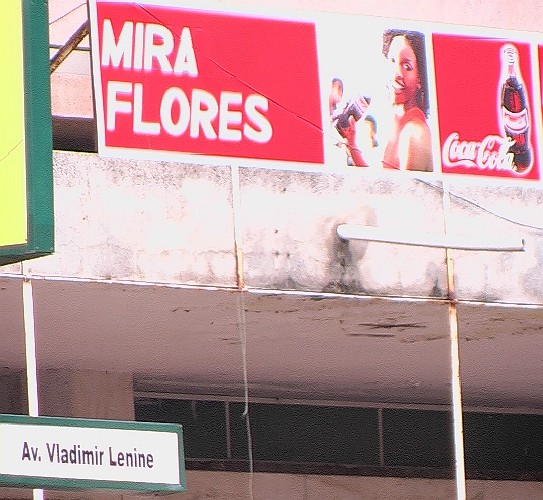 MIRA
FLORES
Coca-Cola
Av. Vladimir Lenine